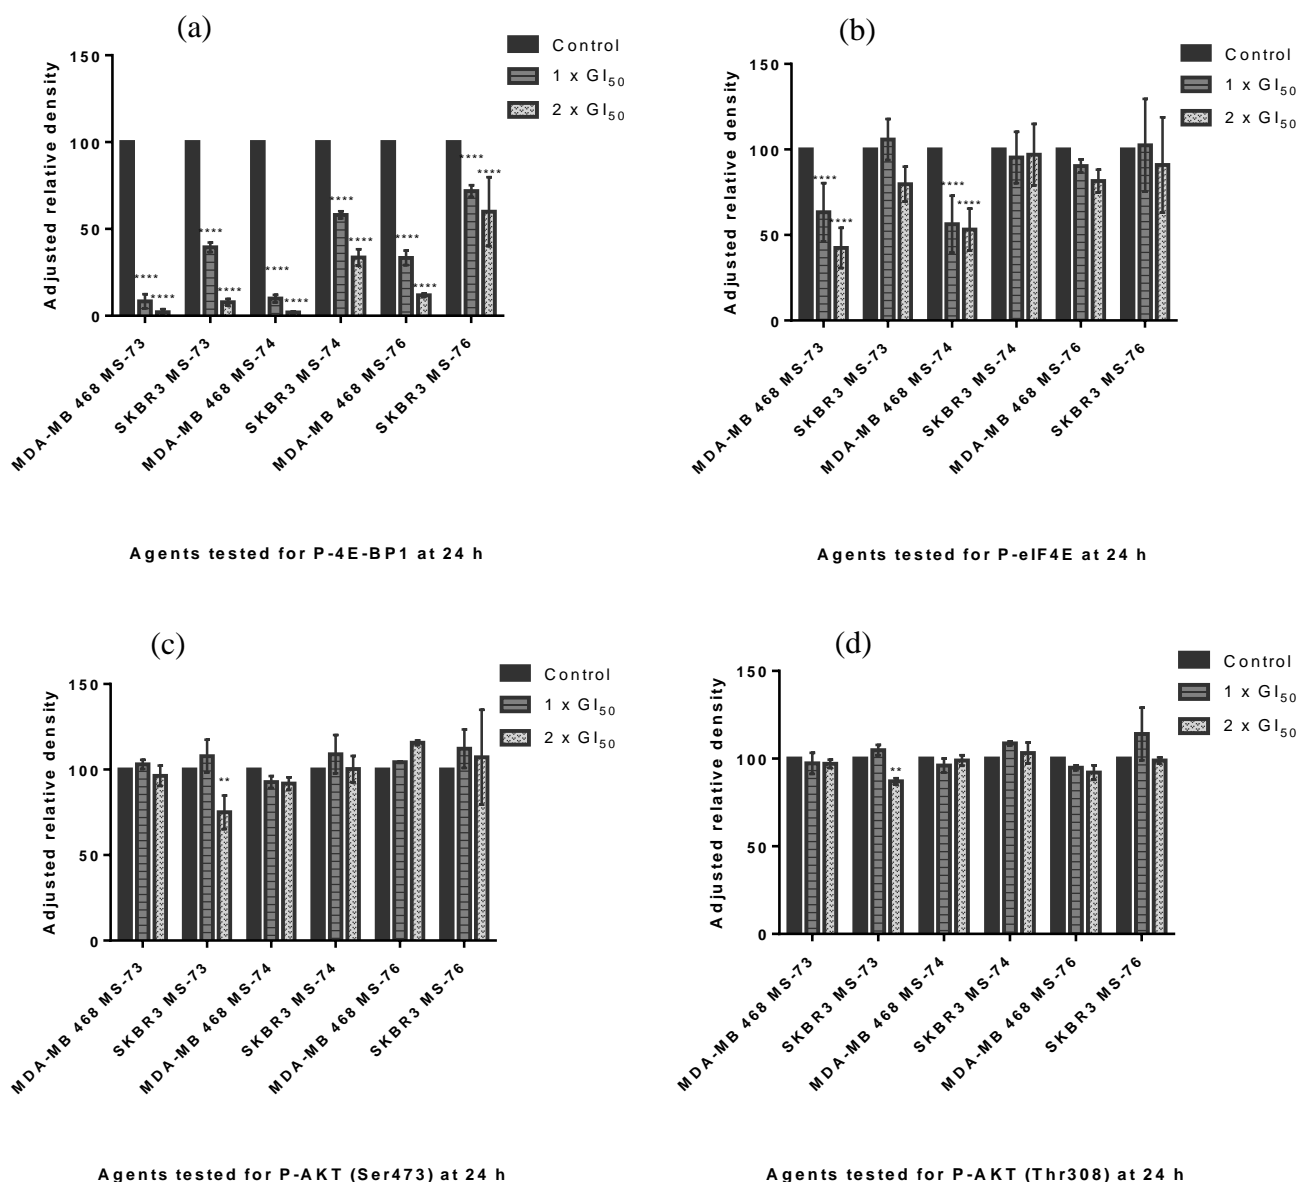 (a)
Control
1 x GI50
2 x GI50
Adjusted relative density
150
100
50
0
****
****
****
****
****
****
****
****
****
****
****
****
MDA-MB 468 MS-73
SKBR3 MS-73
MDA-MB 468 MS-74
SKBR3 MS-74
MDA-MB 468 MS-76
SKBR3 MS-76
Agents tested for P-4E-BP1 at 24 h
(b)
Control
1 x GI50
2 x GI50
Adjusted relative density
150
100
50
0
****
****
****
****
MDA-MB 468 MS-73
SKBR3 MS-73
MDA-MB 468 MS-74
SKBR3 MS-74
MDA-MB 468 MS-76
SKBR3 MS-76
Agents tested for P-eIF4E at 24 h
(c)
Control
1 x GI50
2 x GI50
Adjusted relative density
150
100
50
0
**
MDA-MB 468 MS-73
SKBR3 MS-73
MDA-MB 468 MS-74
SKBR3 MS-74
MDA-MB 468 MS-76
SKBR3 MS-76
Agents tested for P-AKT (Ser473) at 24 h
(d)
Control
1 x GI50
2 x GI50
Adjusted relative density
150
100
50
0
**
MDA-MB 468 MS-73
SKBR3 MS-73
MDA-MB 468 MS-74
SKBR3 MS-74
MDA-MB 468 MS-76
SKBR3 MS-76
Agents tested for P-AKT (Thr308) at 24 h